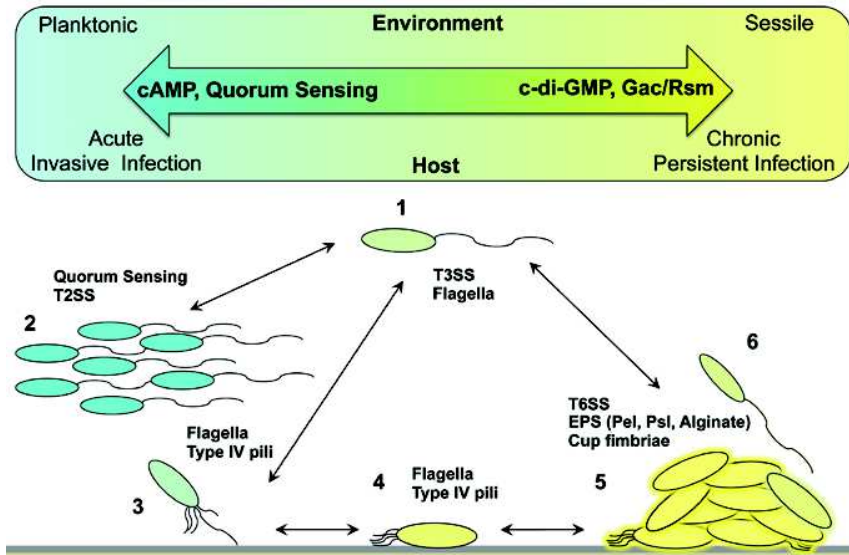 Planktonic Environment Sessile
cAMP, Quorum Sensing c-di-GMP, Gac/Rsm
Acute Chronic
Invasive Infection Host Persistent Infection
1
T3SS
Flagella
Quorum Sensing
T2SS
2
6
T6SS
EPS (Pel, Psl, Alginate)
Cup fimbriae
Flagella
Type IV pili
3
4
Flagella
Type IV pili
5